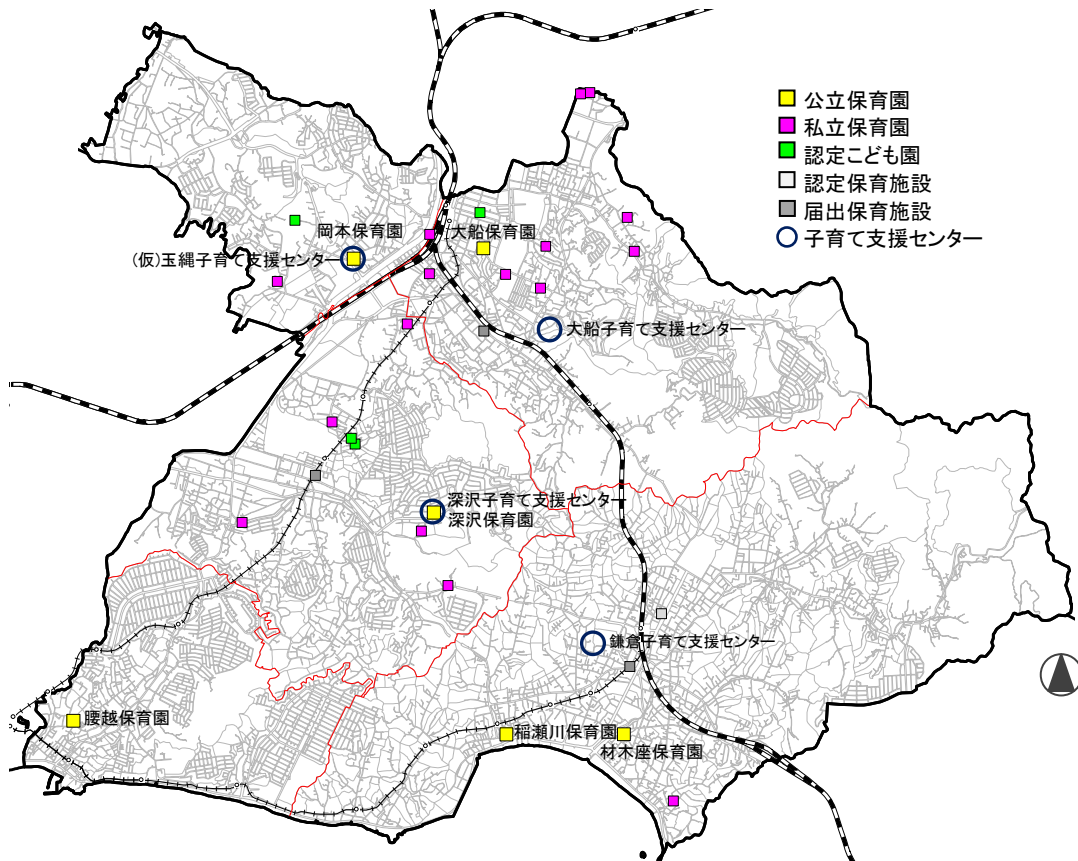 公立保育園
私立保育園
認定こども園
認定保育施設
届出保育施設
子育て支援センター
岡本保育園
大船保育園
(仮)玉縄子育て支援センター
大船子育て支援センター
深沢子育て支援センター
深沢保育園
鎌倉子育て支援センター
腰越保育園
稲瀬川保育園
材木座保育園